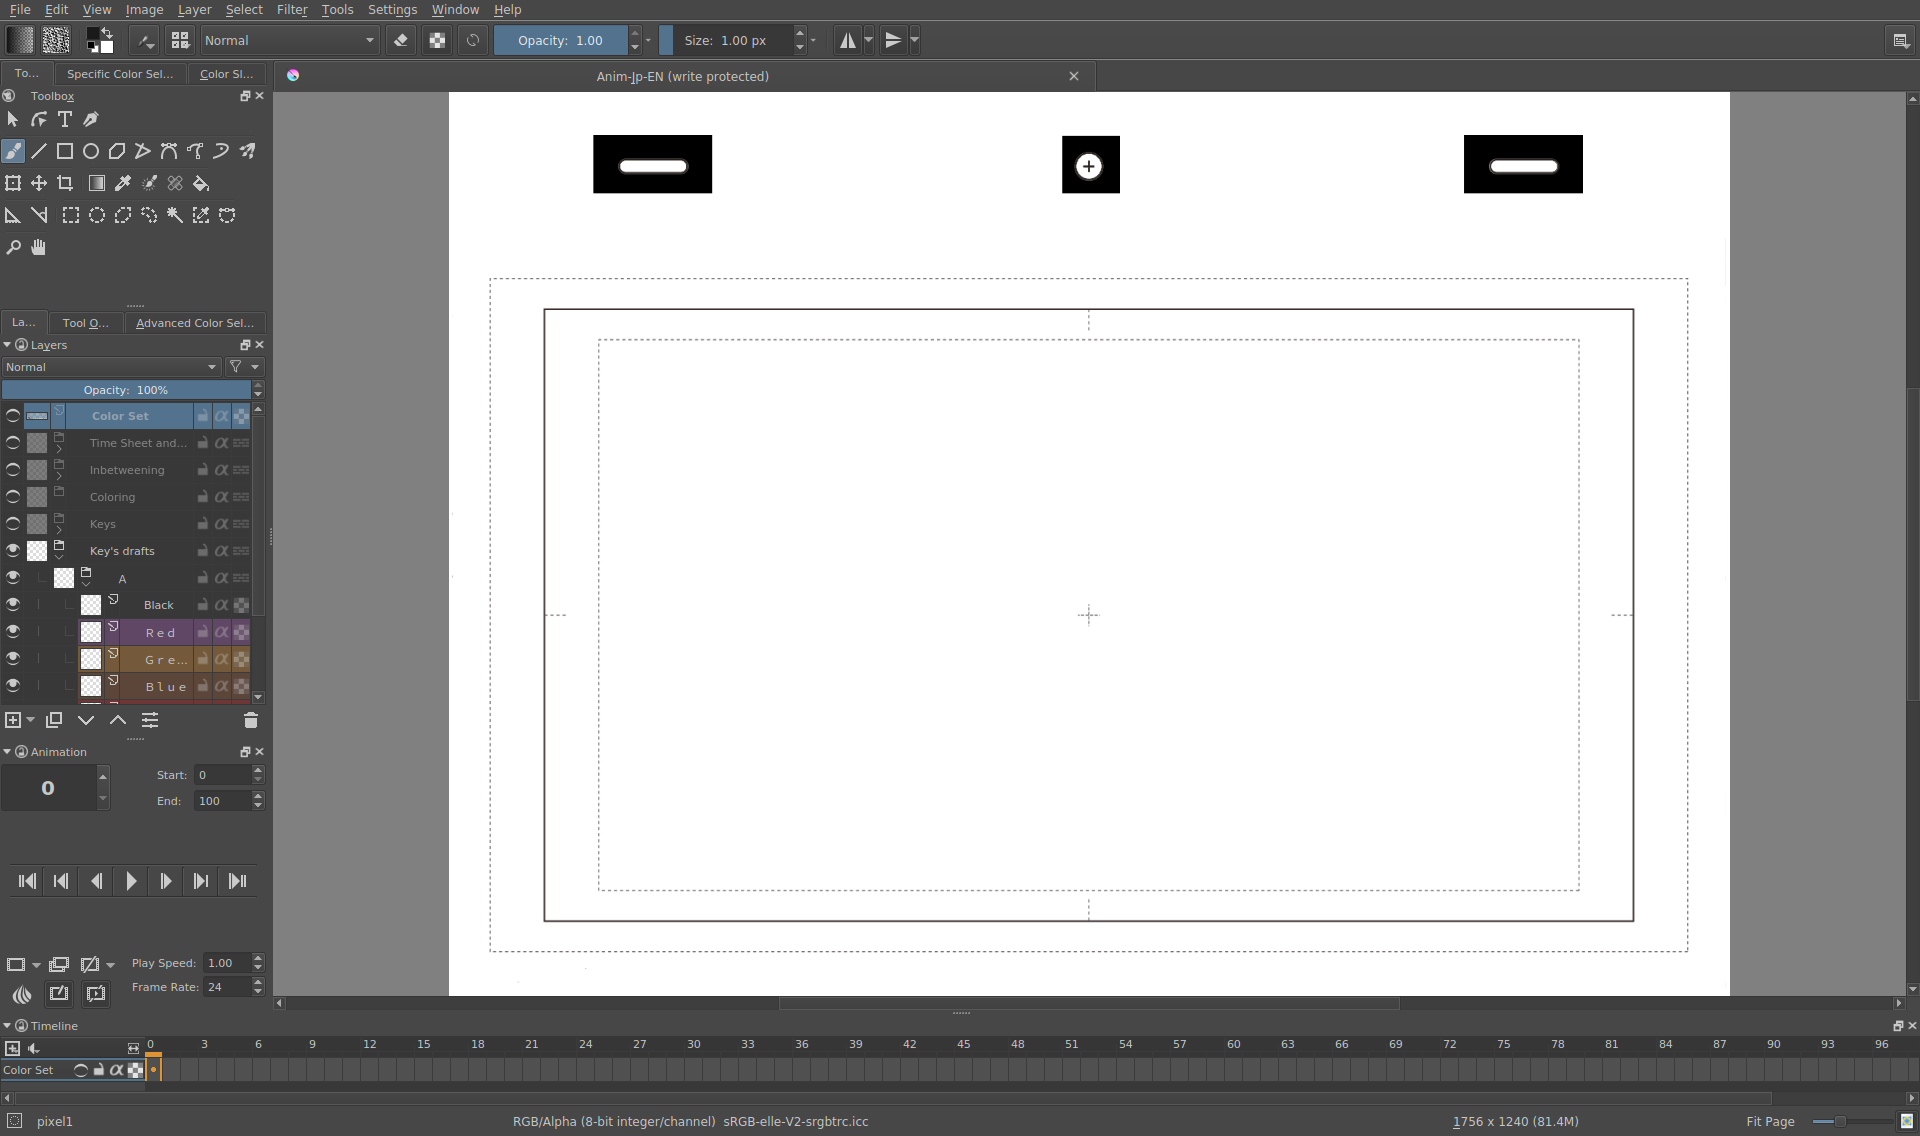 File Edit View Image Layer Select Filter Tools Settings Window Help
Normal Opacity: 1.00 Size: 1.00 px
To... Specific Color Sel... Color Sl...
Anim-Jp-EN (write protected)
Toolbox
La... Tool O... Advanced Color Sel...
Layers
Normal
Opacity: 100%
Color Set
Time Sheet and...
Inbetweening
Coloring
Keys
Key's drafts
A
Black
Red
Gre...
Blue
Animation
0
Start: 0
End: 100
Play Speed: 1.00
Frame Rate: 24
Timeline
0 3 6 9 12 15 18 21 24 27 30 33 36 39 42 45 48 51 54 57 60 63 66 69 72 75 78 81 84 87 90 93 96
Color Set
pixel1
RGB/Alpha (8-bit integer/channel) sRGB-elle-V2-srgbtrc.icc
1756 x 1240 (81.4M)
Fit Page